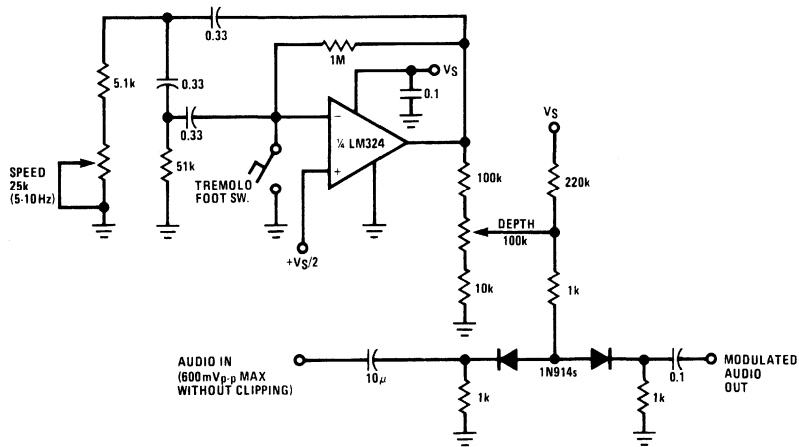 0.33
1M
VS
0.1
5.1k
0.33
0.33
−
¼ LM324
+
VS
SPEED
25k
(5-10Hz)
51k
TREMOLO
FOOT SW.
100k
220k
DEPTH
100k
+VS/2
10k
1k
AUDIO IN
(600mVp-p MAX
WITHOUT CLIPPING)
10μ
1N914s
0.1
MODULATED
AUDIO
OUT
1k
1k